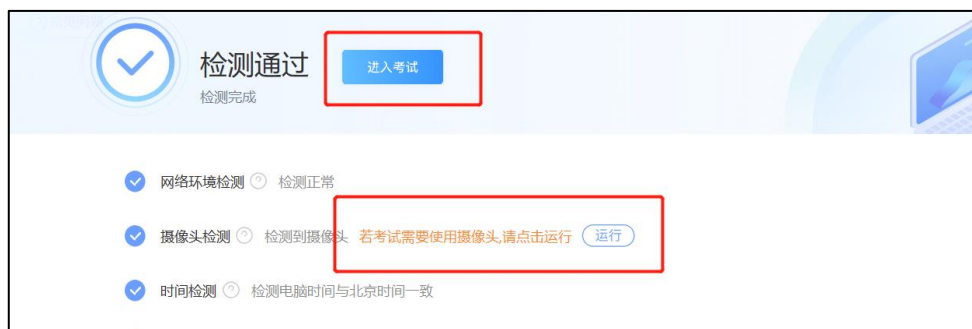 检测通过
进入考试
检测完成
网络环境检测 ? 检测正常
摄像头检测 ? 检测到摄像头 若考试需要使用摄像头,请点击运行 运行
时间检测 ? 检测电脑时间与北京时间一致